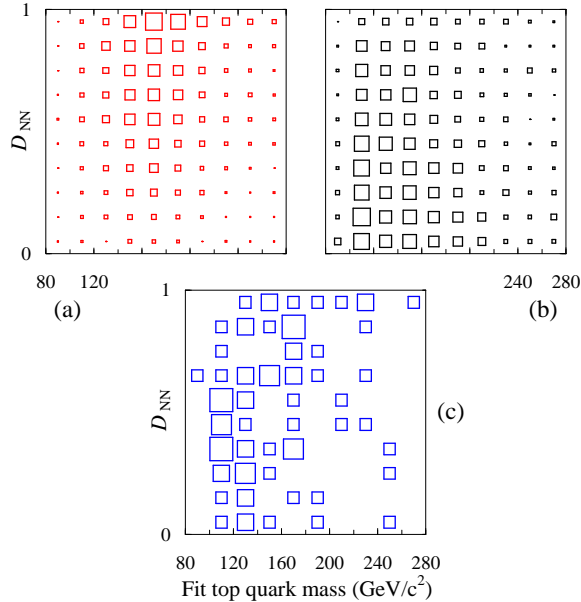 1
D_NN
0
80 120
240 280
(a)
(b)
1
D_NN
0
(c)
80 120 160 200 240 280
Fit top quark mass (GeV/c²)